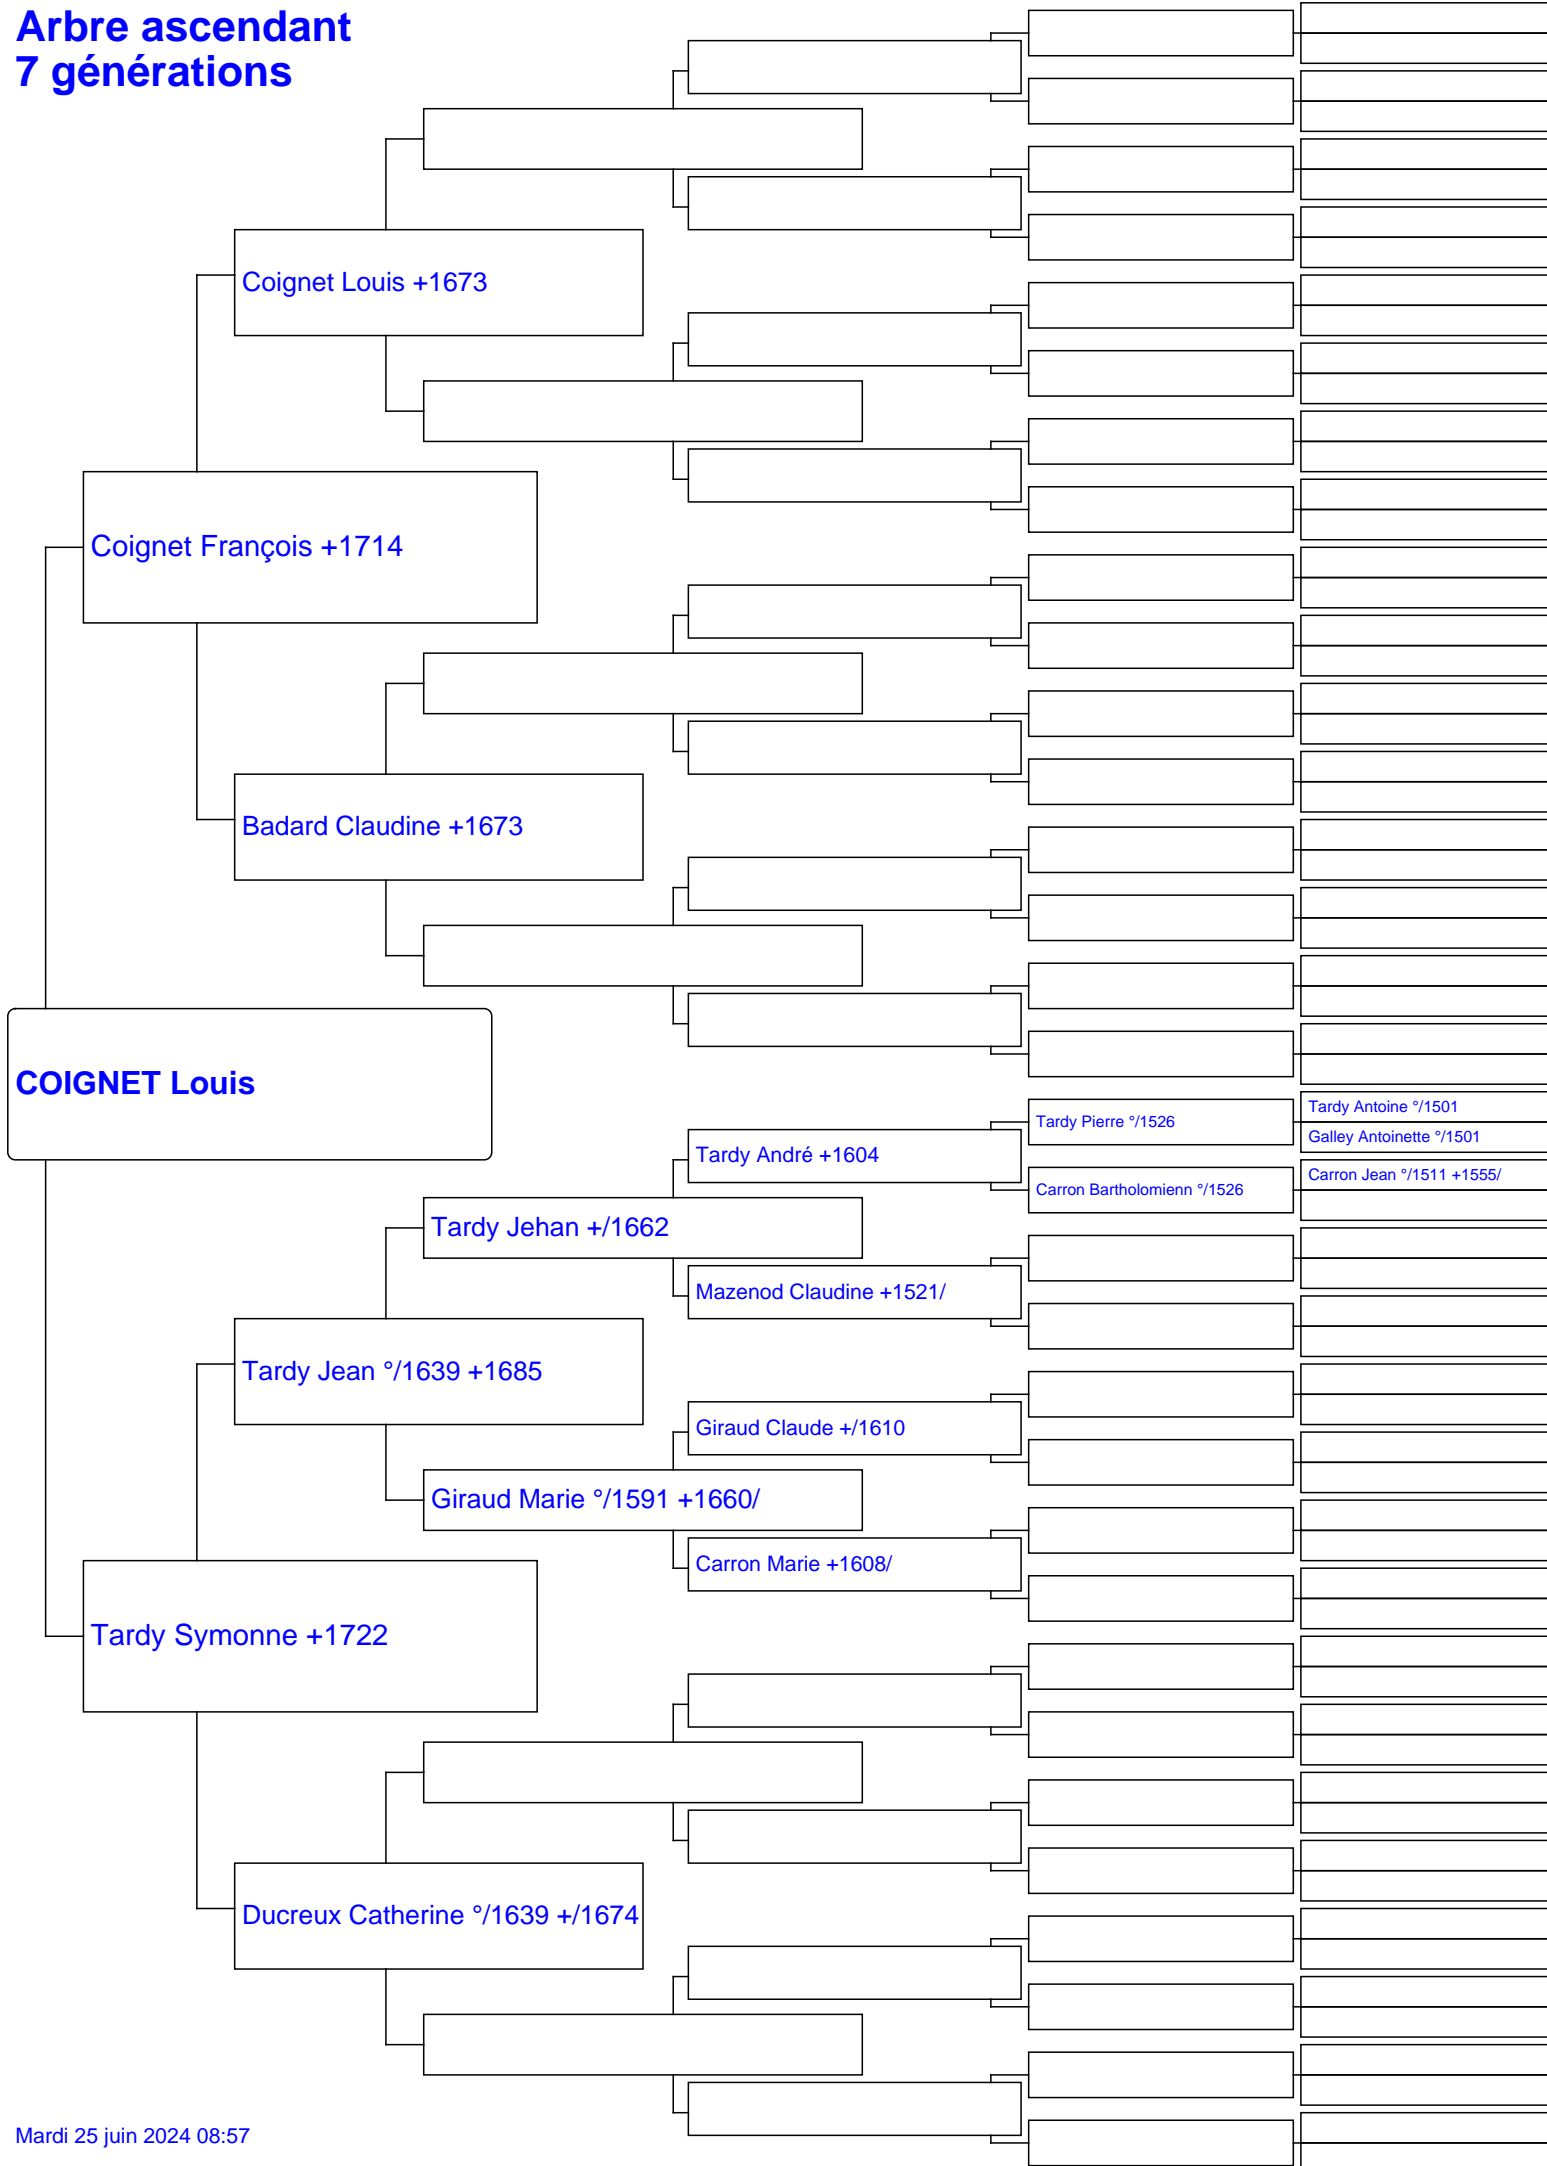 Arbre ascendant
7 générations
Coignet Louis +1673
Coignet François +1714
Badard Claudine +1673
COIGNET Louis
Tardy Pierre °/1526
Tardy Antoine °/1501
Galley Antoinette °/1501
Tardy André +1604
Carron Bartholomienn °/1526
Carron Jean °/1511 +1555/
Tardy Jehan +/1662
Mazenod Claudine +1521/
Tardy Jean °/1639 +1685
Giraud Claude +/1610
Giraud Marie °/1591 +1660/
Carron Marie +1608/
Tardy Symonne +1722
Ducreux Catherine °/1639 +/1674
Mardi 25 juin 2024 08:57